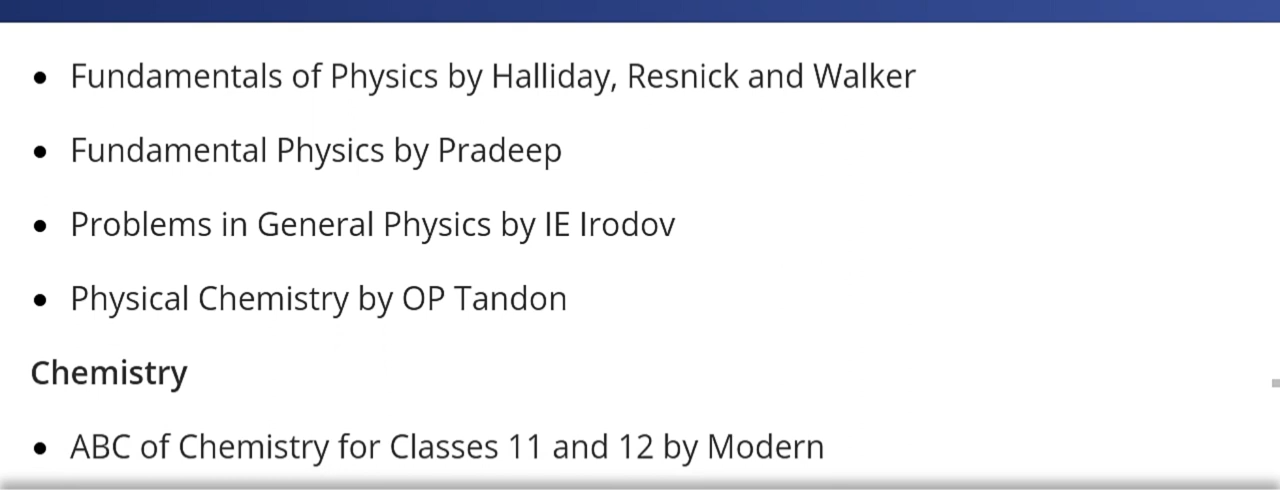 Fundamentals of Physics by Halliday, Resnick and Walker
Fundamental Physics by Pradeep
Problems in General Physics by IE Irodov
Physical Chemistry by OP Tandon
Chemistry
ABC of Chemistry for Classes 11 and 12 by Modern